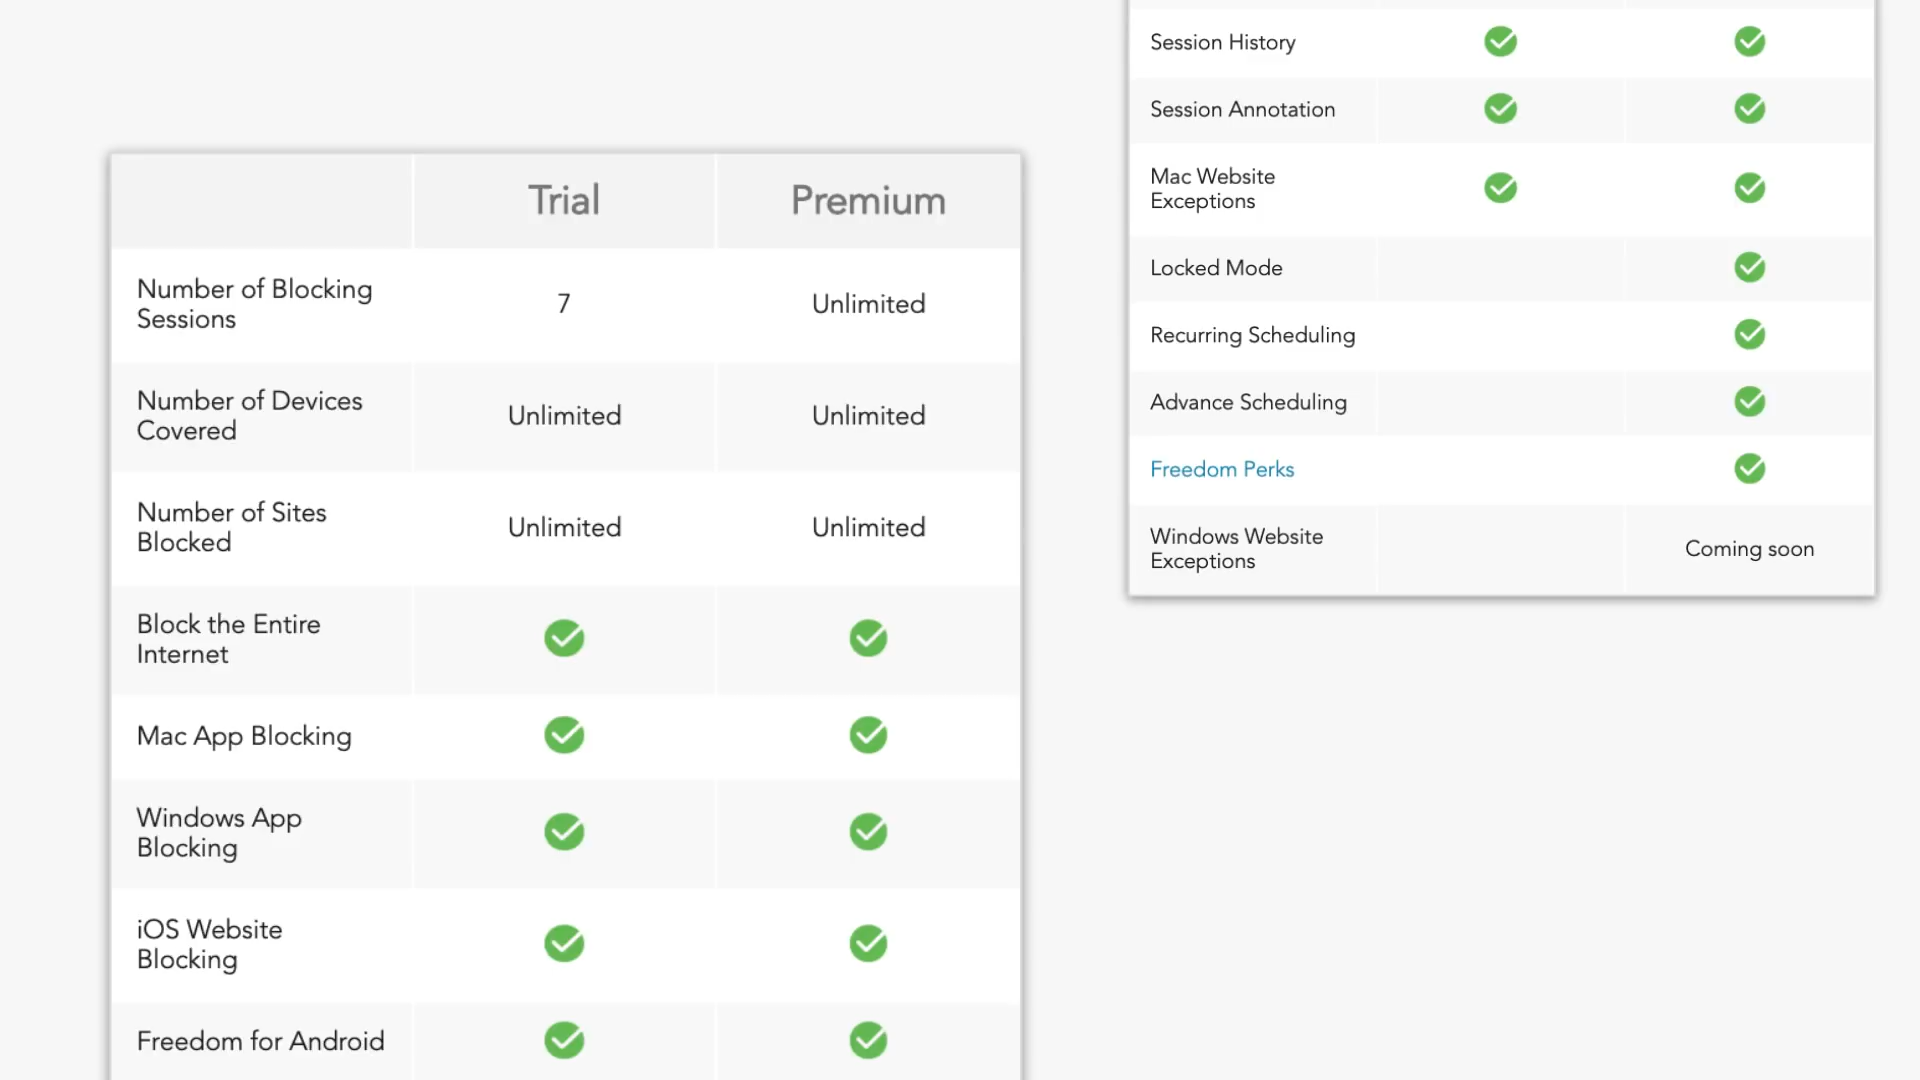 Trial Premium
Number of Blocking
Sessions
7
Unlimited
Number of Devices
Covered
Unlimited
Unlimited
Number of Sites
Blocked
Unlimited
Unlimited
Block the Entire
Internet
Mac App Blocking
Windows App
Blocking
iOS Website
Blocking
Freedom for Android
Session History
Session Annotation
Mac Website
Exceptions
Locked Mode
Recurring Scheduling
Advance Scheduling
Freedom Perks
Windows Website
Exceptions
Coming soon